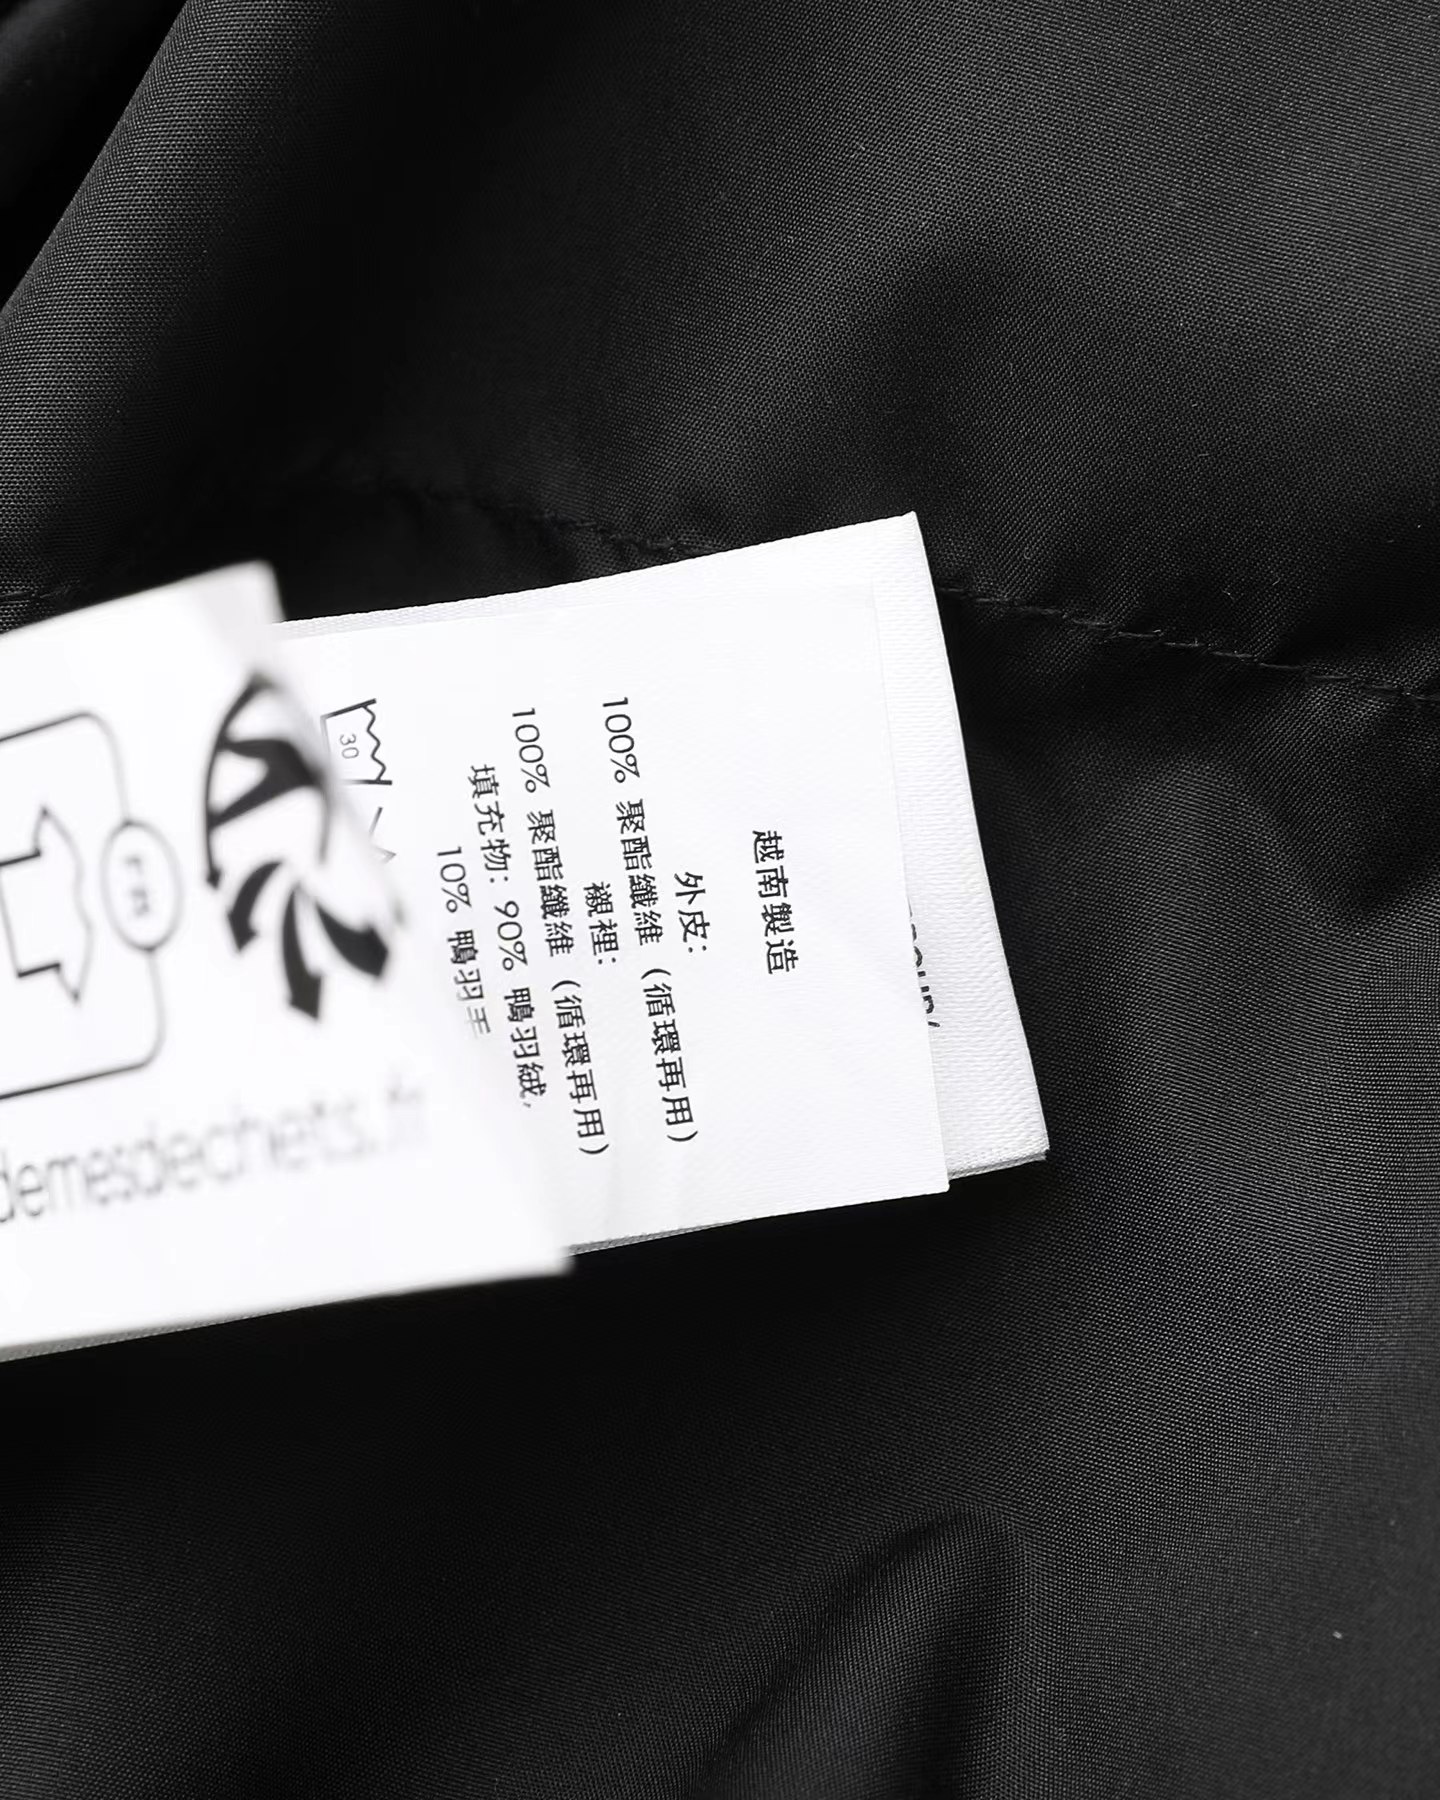 越南製造
外皮:
100% 聚酯纖維 (循環再用)
襯裡:
100% 聚酯纖維 (循環再用)
填充物: 90% 鴨羽絨,
10% 鴨羽毛
30
demesdechets.fr